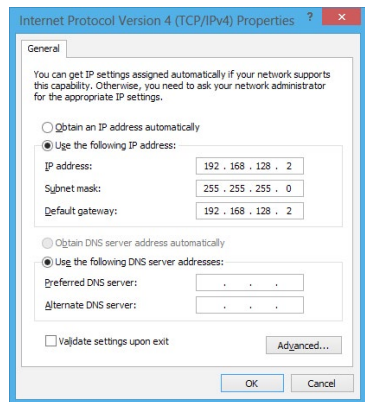 Internet Protocol Version 4 (TCP/IPv4) Properties ? ×
General
You can get IP settings assigned automatically if your network supports
this capability. Otherwise, you need to ask your network administrator
for the appropriate IP settings.
Obtain an IP address automatically
Use the following IP address:
IP address: 192 . 168 . 128 . 2
Subnet mask: 255 . 255 . 255 . 0
Default gateway: 192 . 168 . 128 . 2
Obtain DNS server address automatically
Use the following DNS server addresses:
Preferred DNS server: . . .
Alternate DNS server: . . .
Validate settings upon exit
Advanced...
OK Cancel